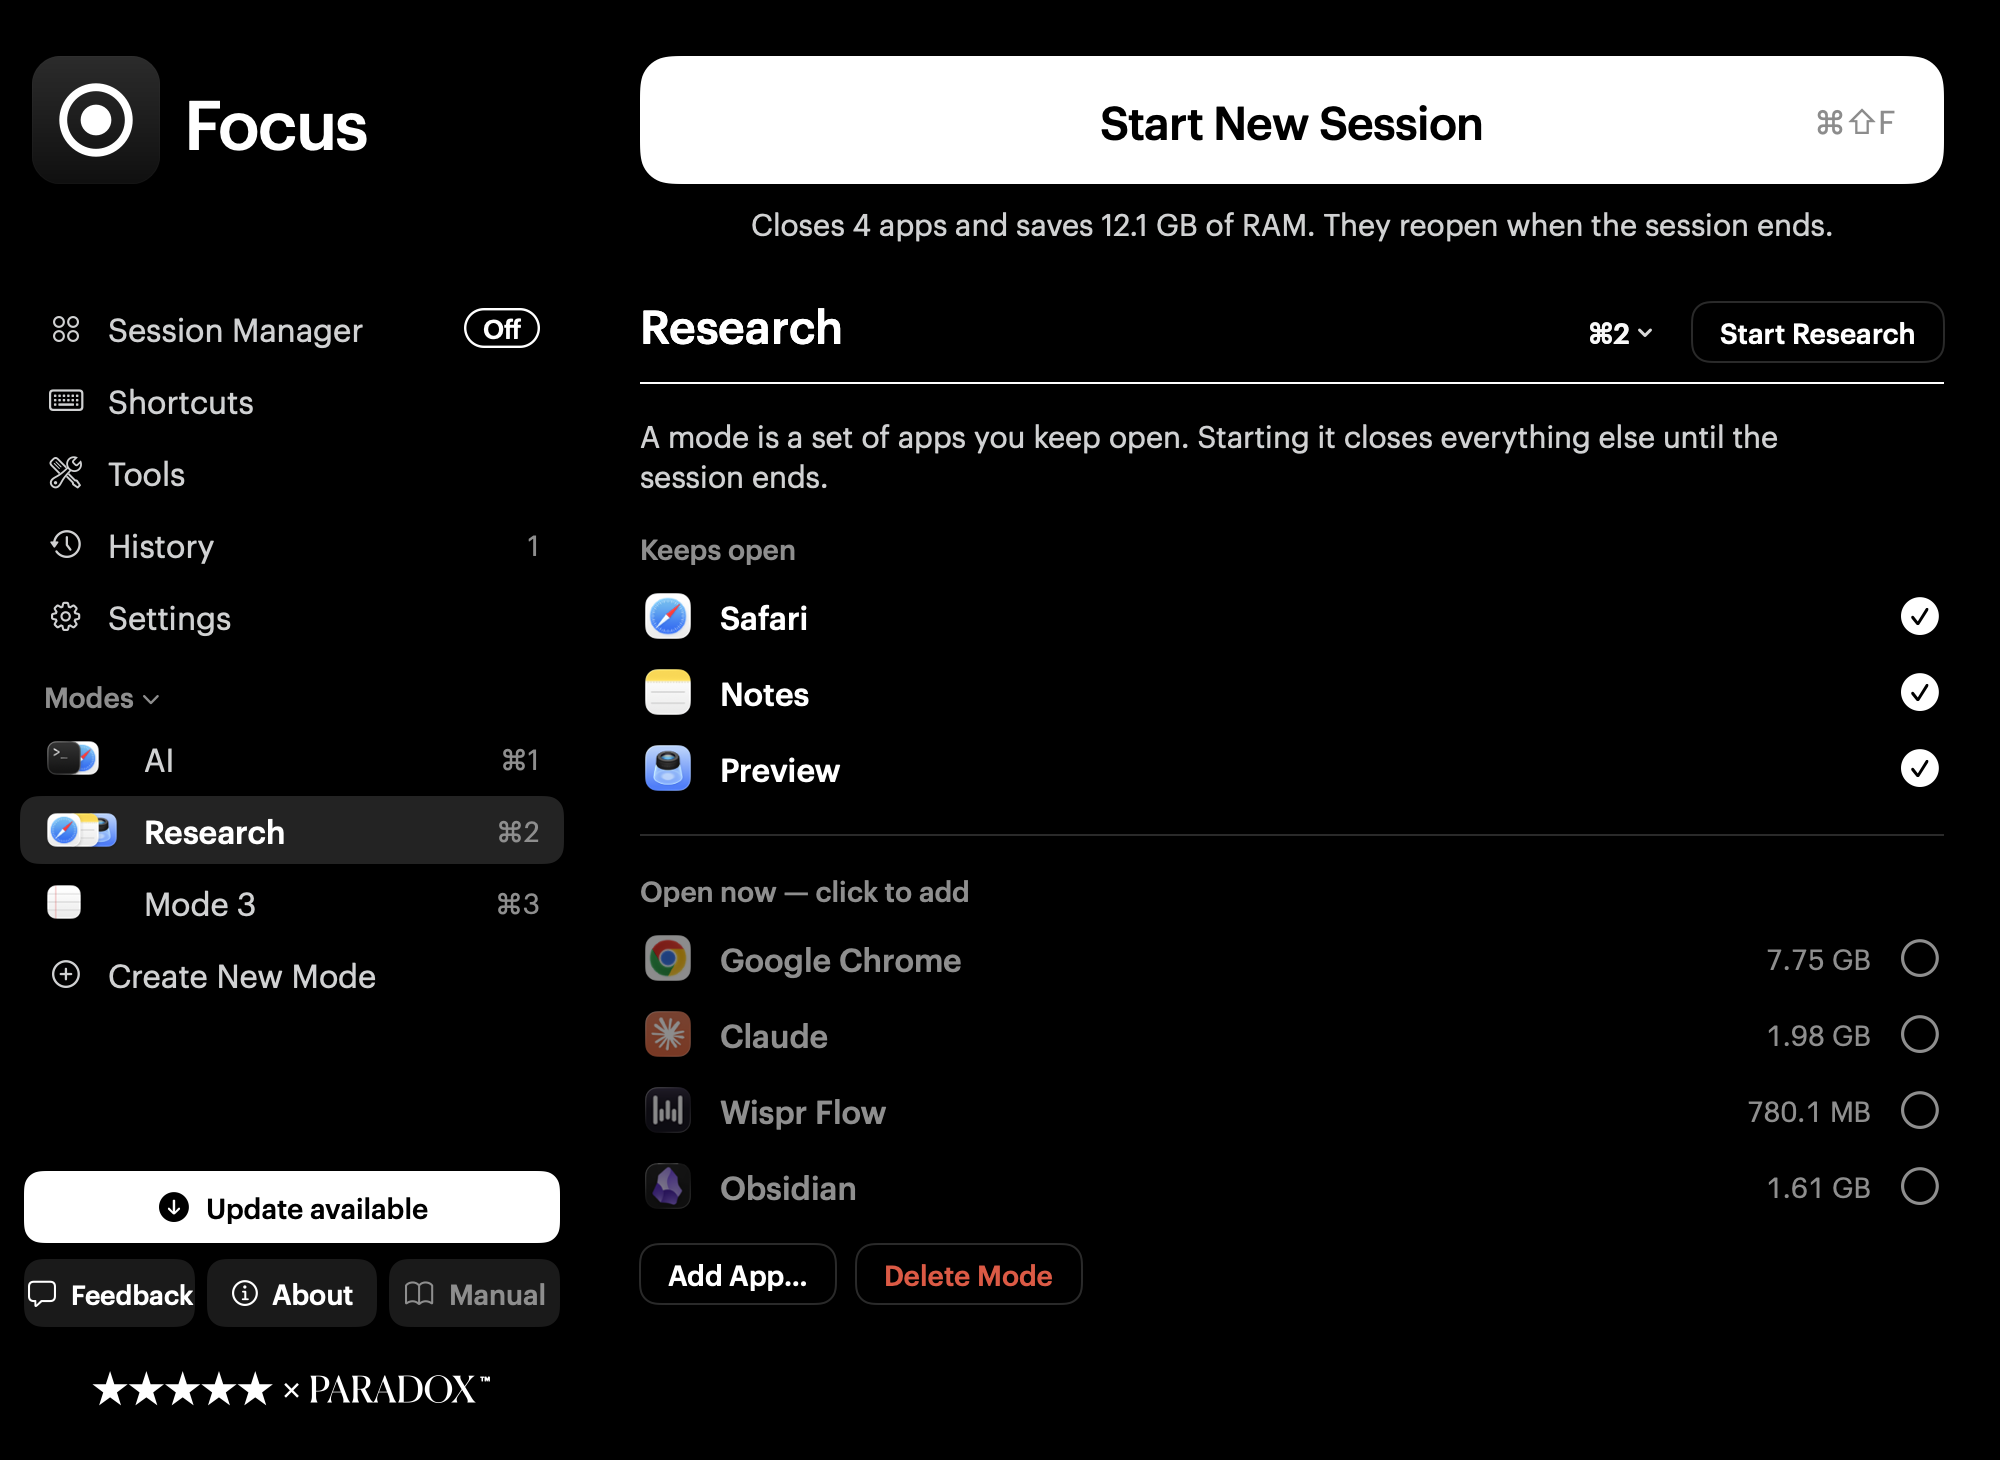 Focus
Start New Session ⌘⇧F
Closes 4 apps and saves 12.1 GB of RAM. They reopen when the session ends.
Session Manager Off
Shortcuts
Tools
History 1
Settings
Modes
AI ⌘1
Research ⌘2
Mode 3 ⌘3
Create New Mode
Update available
Feedback
About
Manual
★★★★★ × PARADOX™
Research ⌘2 Start Research
A mode is a set of apps you keep open. Starting it closes everything else until the
session ends.
Keeps open
Safari
Notes
Preview
Open now — click to add
Google Chrome 7.75 GB
Claude 1.98 GB
Wispr Flow 780.1 MB
Obsidian 1.61 GB
Add App...
Delete Mode